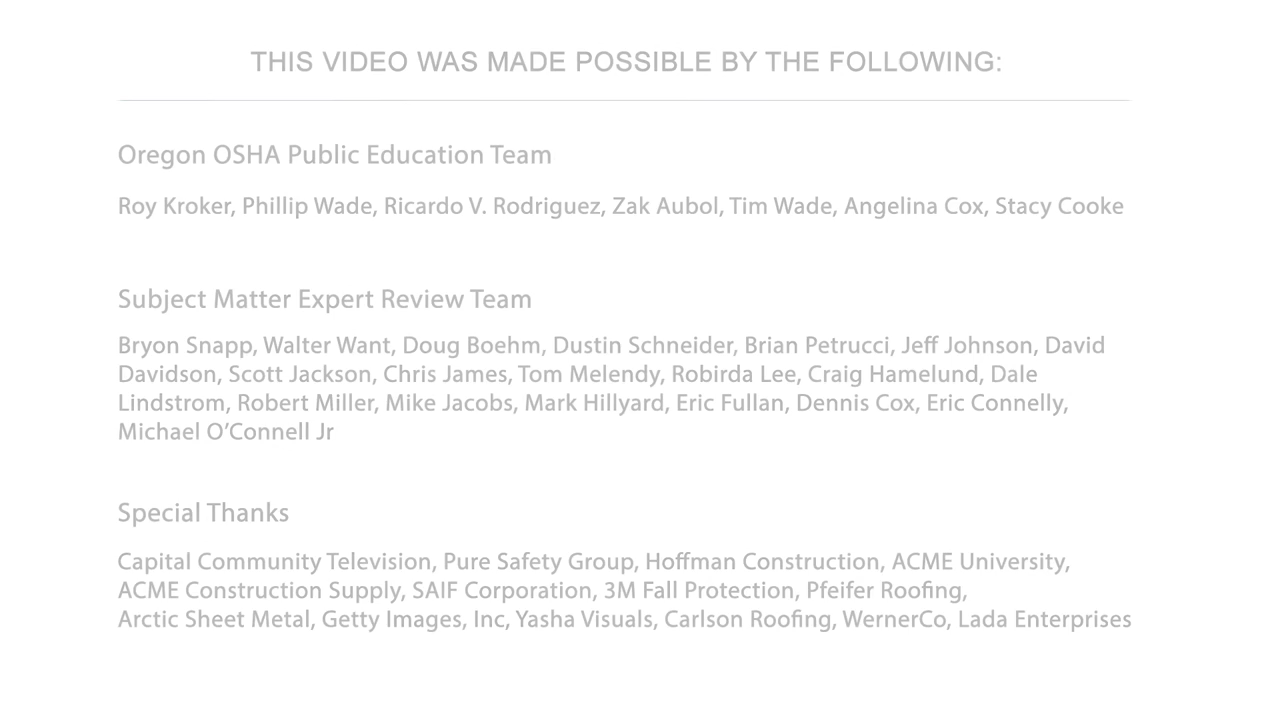 THIS VIDEO WAS MADE POSSIBLE BY THE FOLLOWING:
Oregon OSHA Public Education Team
Roy Kroker, Phillip Wade, Ricardo V. Rodriguez, Zak Aubol, Tim Wade, Angelina Cox, Stacy Cooke
Subject Matter Expert Review Team
Bryon Snapp, Walter Want, Doug Boehm, Dustin Schneider, Brian Petrucci, Jeff Johnson, David
Davidson, Scott Jackson, Chris James, Tom Melendy, Robirda Lee, Craig Hamelund, Dale
Lindstrom, Robert Miller, Mike Jacobs, Mark Hillyard, Eric Fullan, Dennis Cox, Eric Connelly,
Michael O’Connell Jr
Special Thanks
Capital Community Television, Pure Safety Group, Hoffman Construction, ACME University,
ACME Construction Supply, SAIF Corporation, 3M Fall Protection, Pfeifer Roofing,
Arctic Sheet Metal, Getty Images, Inc, Yasha Visuals, Carlson Roofing, WernerCo, Lada Enterprises